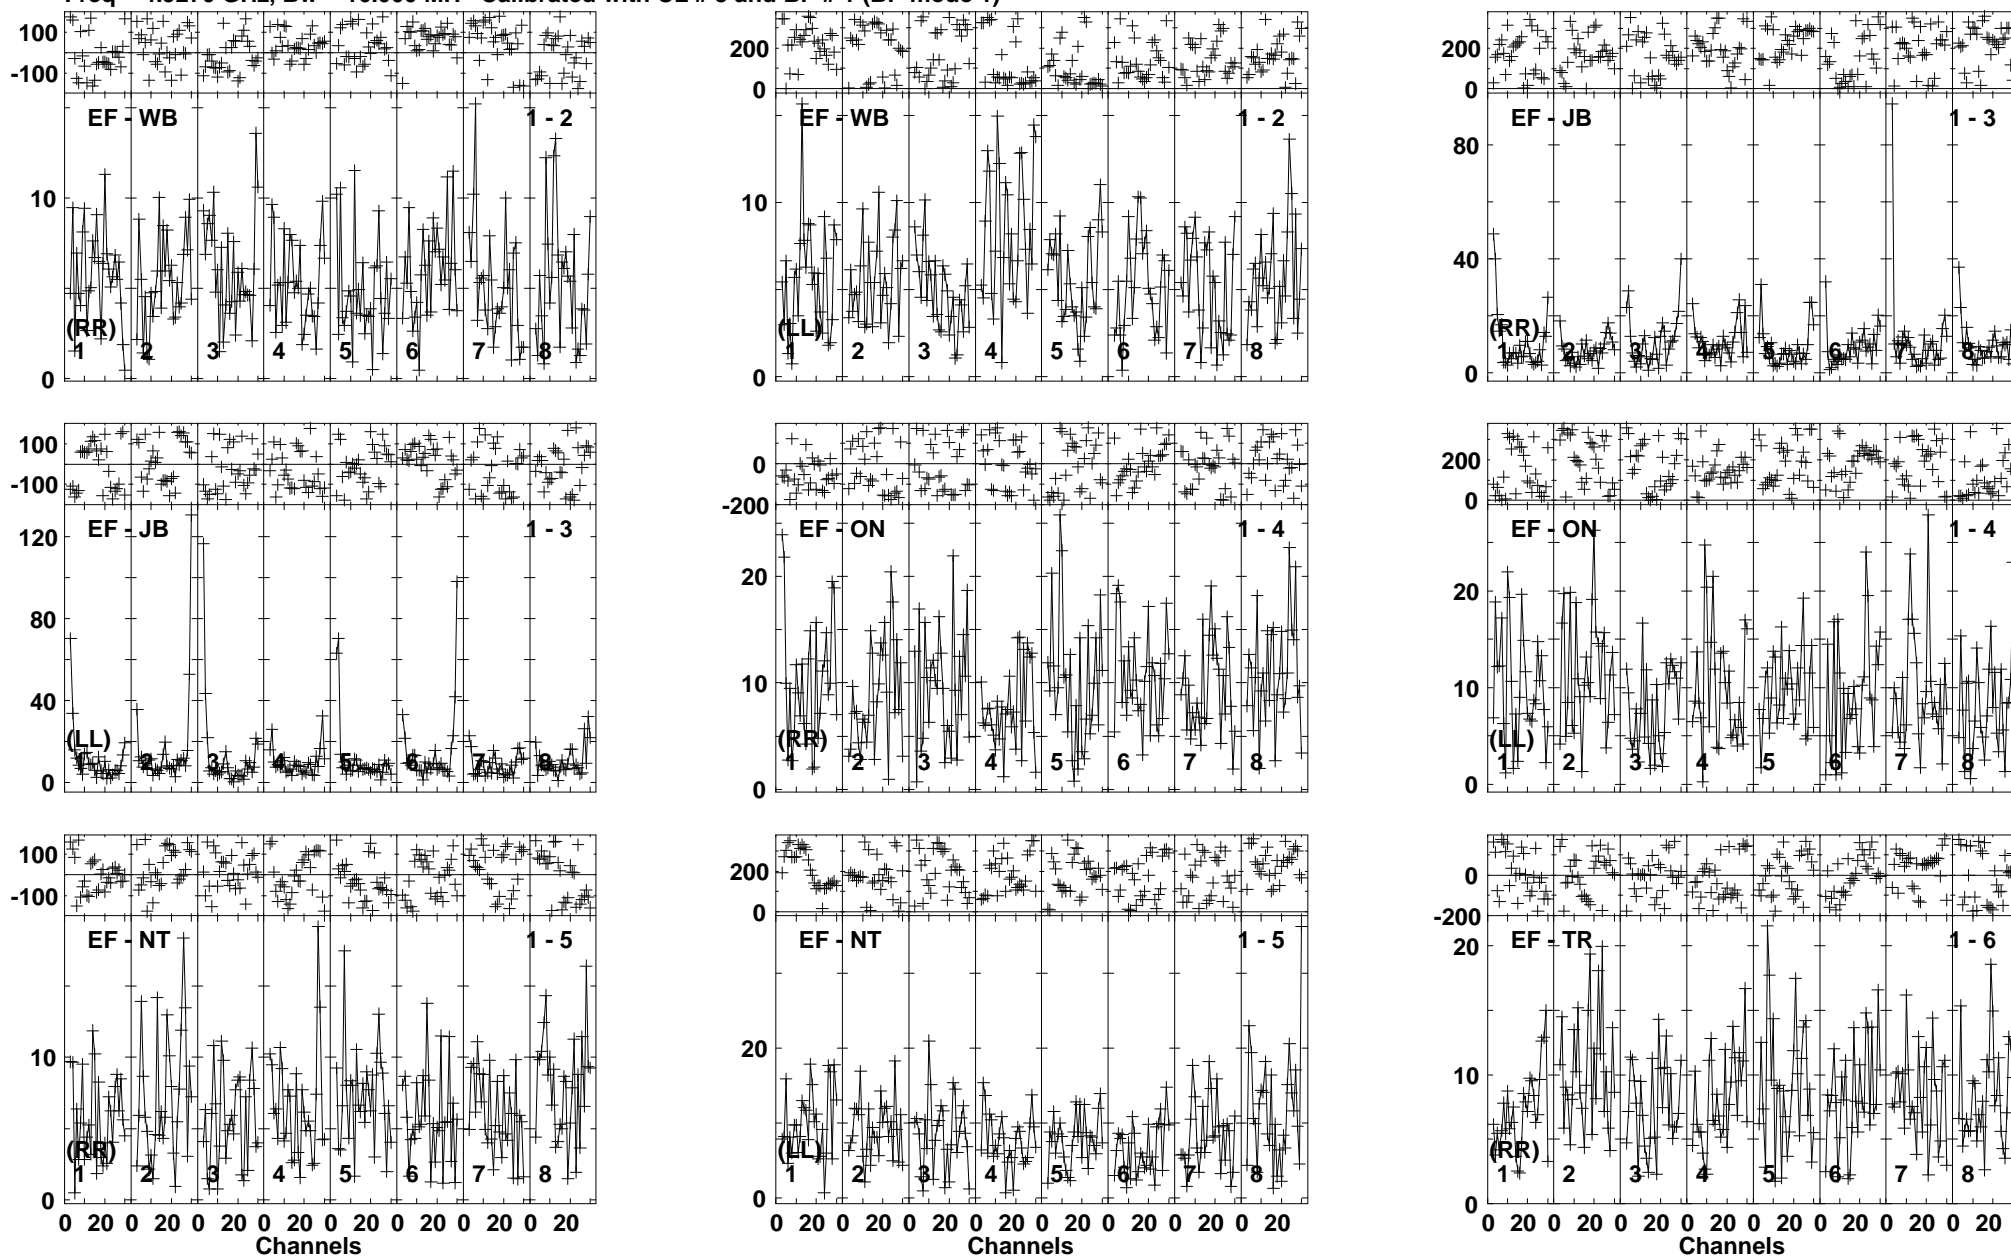 100 -100 200 0 200 0
EF - WB 1 - 2 EF - WB 1 - 2 EF - JB 1 - 3
10 0 10 0 80 40 0
(RR) (LL) (RR)
1 2 3 4 5 6 7 8 1 2 3 4 5 6 7 8 1 2 3 4 5 6 7 8
100 -100 0 -200 200 0
EF - JB 1 - 3 EF - ON 1 - 4 EF - ON 1 - 4
120 80 40 0 20 10 0 20 10 0
(LL) (RR) (LL)
1 2 3 4 5 6 7 8 1 2 3 4 5 6 7 8 1 2 3 4 5 6 7 8
100 -100 200 0 0 -200
EF - NT 1 - 5 EF - NT 1 - 5 EF - TR 1 - 6
10 0 20 0 20 10 0
(RR) (LL) (RR)
1 2 3 4 5 6 7 8 1 2 3 4 5 6 7 8 1 2 3 4 5 6 7 8
0 20 0 20 0 20 0 20 0 20 0 20 0 20 0 20 0 20 0 20 0 20 0 20 0 20 0 20 0 20 0 20 0 20 0 20 0 20 0 20 0 20 0 20 0 20 0 20
Channels Channels